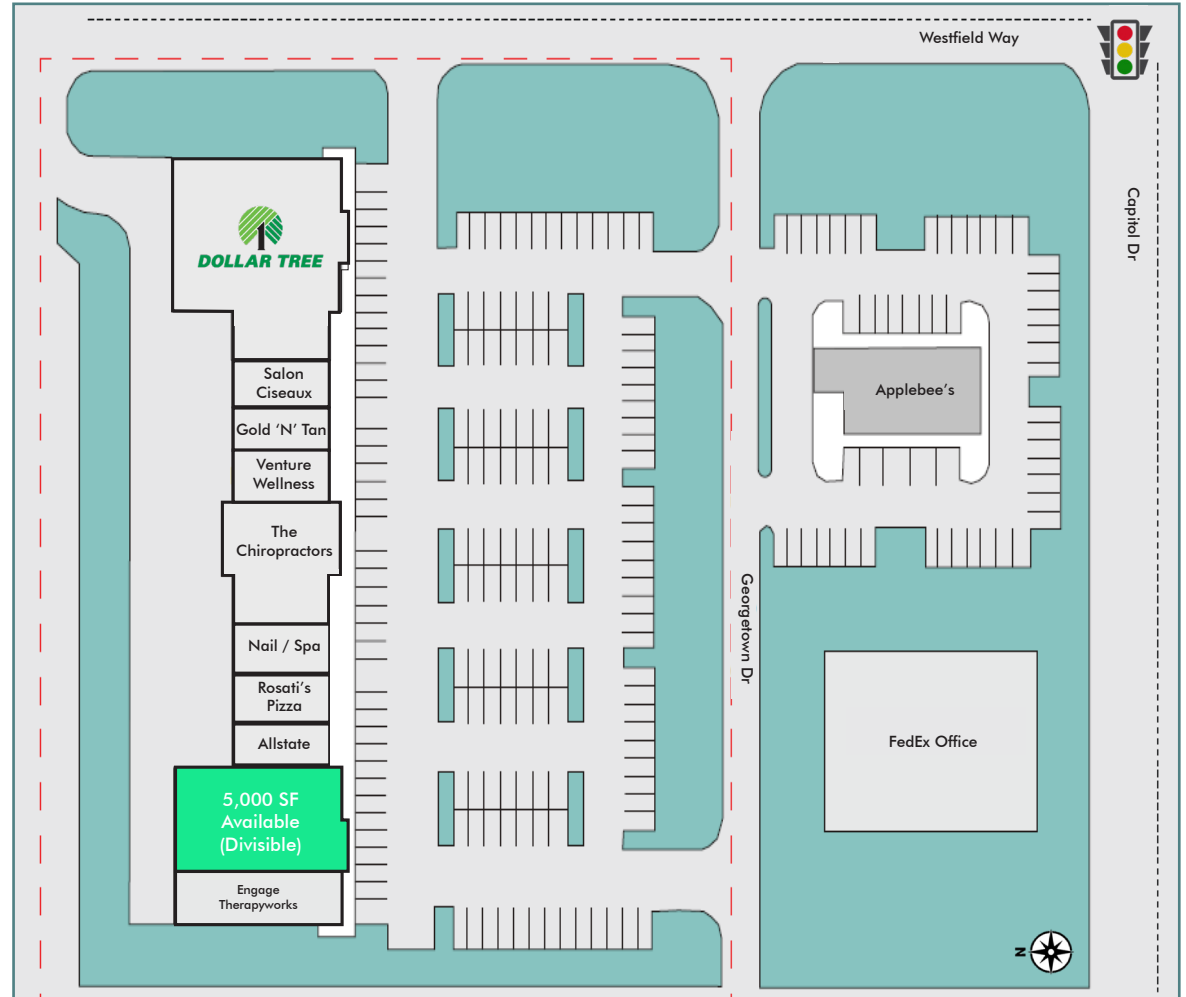 Westfield Way
Capitol Dr
DOLLAR TREE
Salon
Ciseaux
Gold ‘N’ Tan
Venture
Wellness
The
Chiropractors
Nail / Spa
Rosati’s
Pizza
Allstate
5,000 SF
Available
(Divisible)
Engage
Therapyworks
Applebee’s
Georgetown Dr
FedEx Office
N